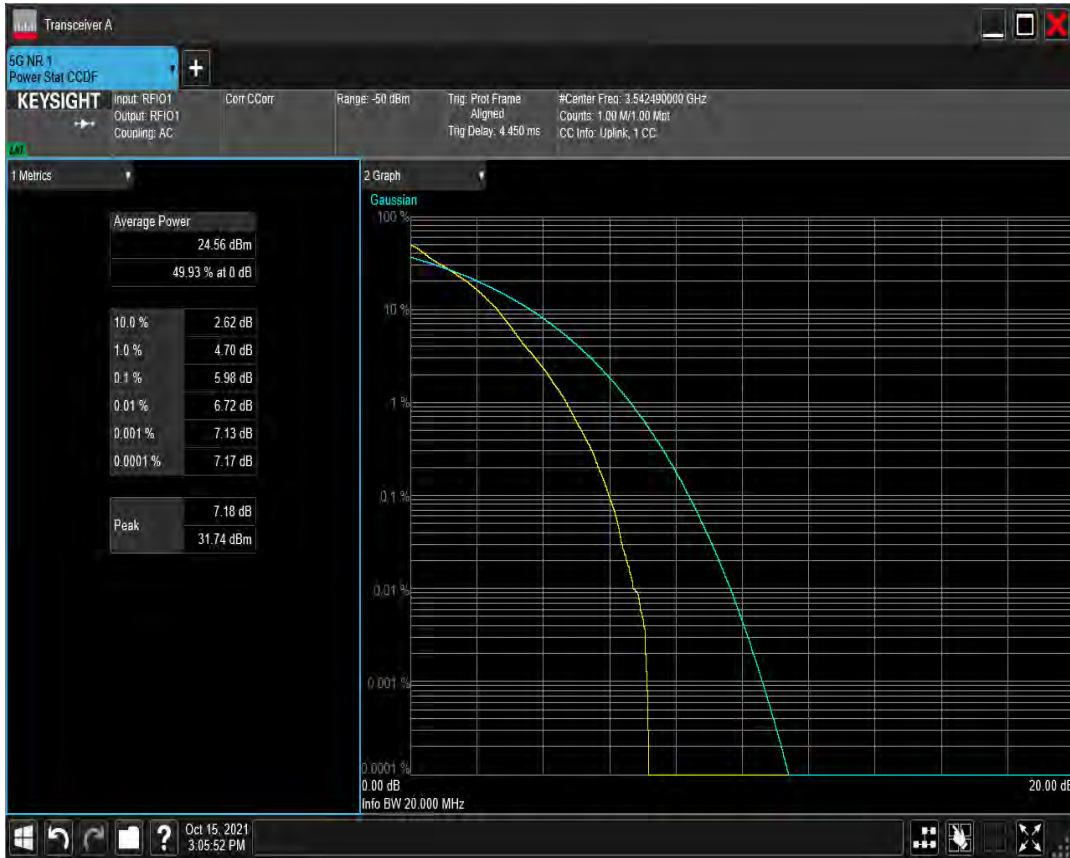 Transceiver A
5G NR 1
Power Stat CCDF
+
KEYSIGHT
Input: RFIO1
Output: RFIO1
Coupling: AC
Corr CCorr
Range: -50 dBm
Trig: Prot Frame
Aligned
Trig Delay: 4.450 ms
#Center Freq: 3.542490000 GHz
Counts: 1.00 M/1.00 Mpt
CC Info: Uplink, 1 CC
1 Metrics
Average Power
24.56 dBm
49.93 % at 0 dB
10.0 % 2.62 dB
1.0 % 4.70 dB
0.1 % 5.98 dB
0.01 % 6.72 dB
0.001 % 7.13 dB
0.0001 % 7.17 dB
Peak
7.18 dB
31.74 dBm
2 Graph
Gaussian
100 %
10 %
1 %
0.1 %
0.01 %
0.001 %
0.0001 %
0.00 dB
20.00 dB
Info BW 20.000 MHz
?
Oct 15, 2021
3:05:52 PM